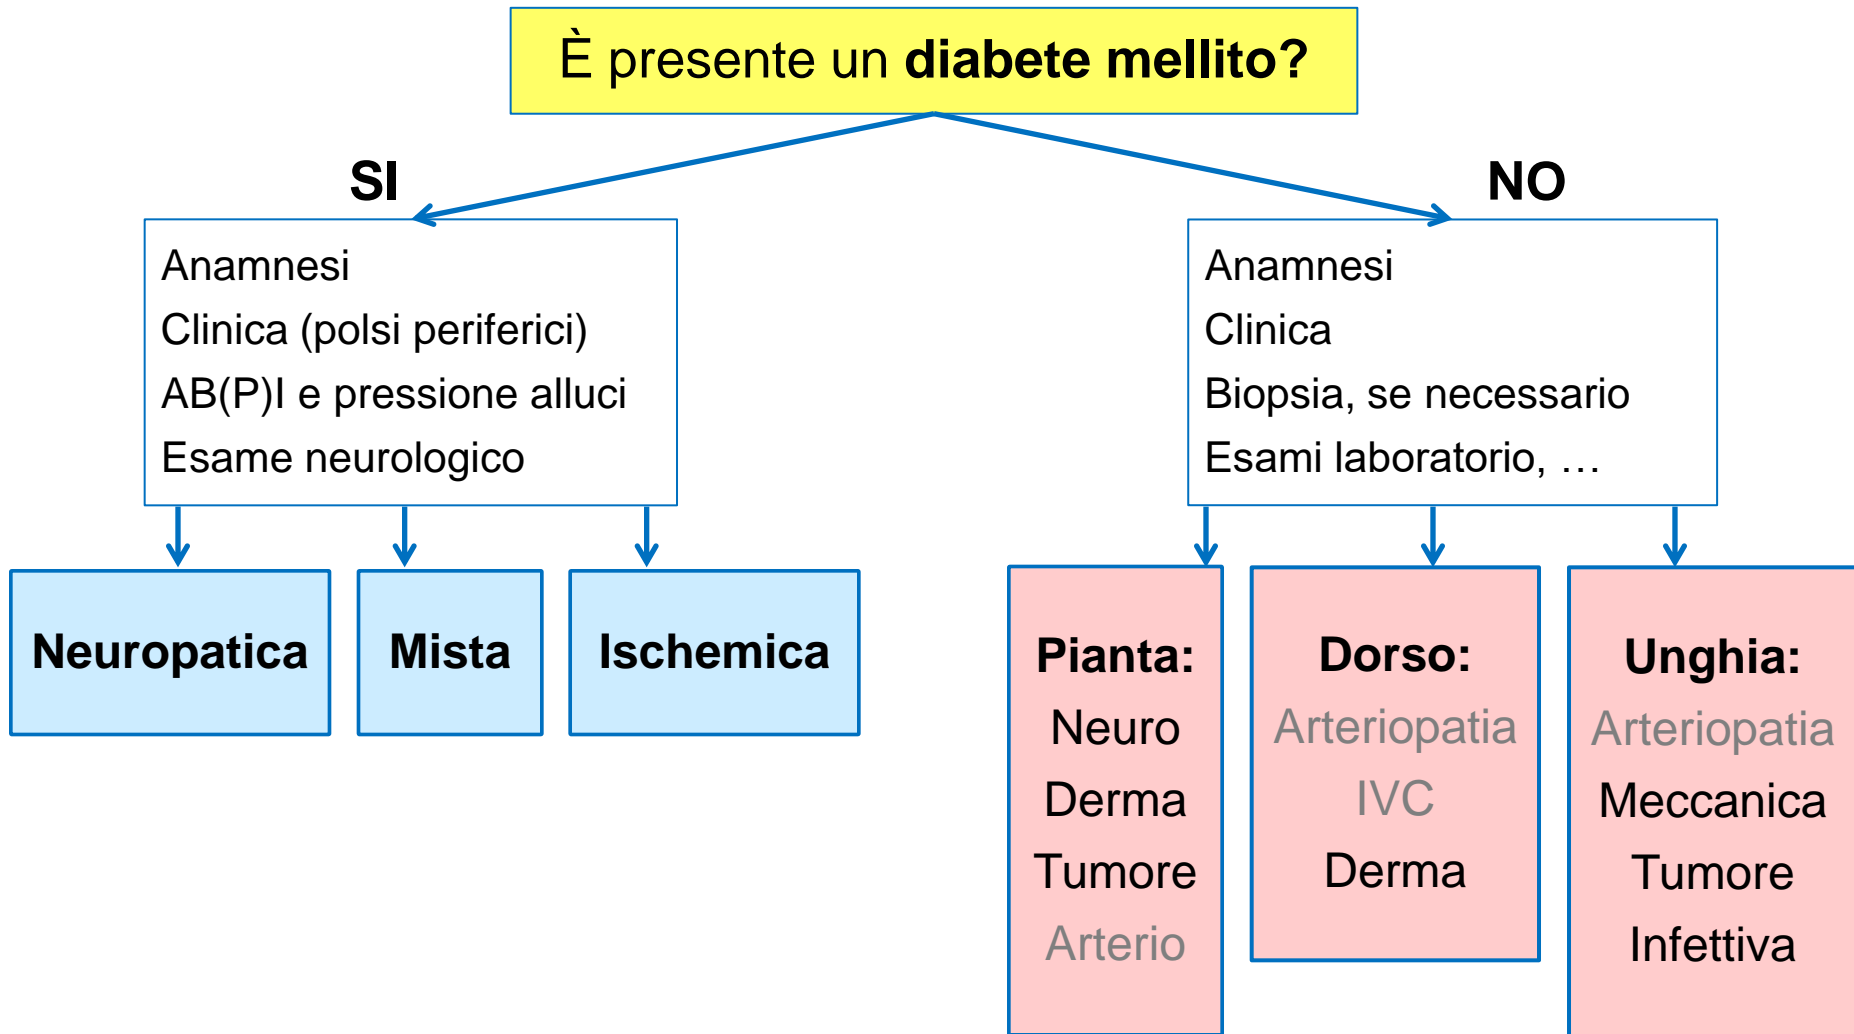 È presente un diabete mellito?
SI
NO
Anamnesi
Clinica (polsi periferici)
AB(P)I e pressione alluci
Esame neurologico
Anamnesi
Clinica
Biopsia, se necessario
Esami laboratorio, …
Neuropatica
Mista
Ischemica
Pianta:
Neuro
Derma
Tumore
Arterio
Dorso:
Arteriopatia
IVC
Derma
Unghia:
Arteriopatia
Meccanica
Tumore
Infettiva